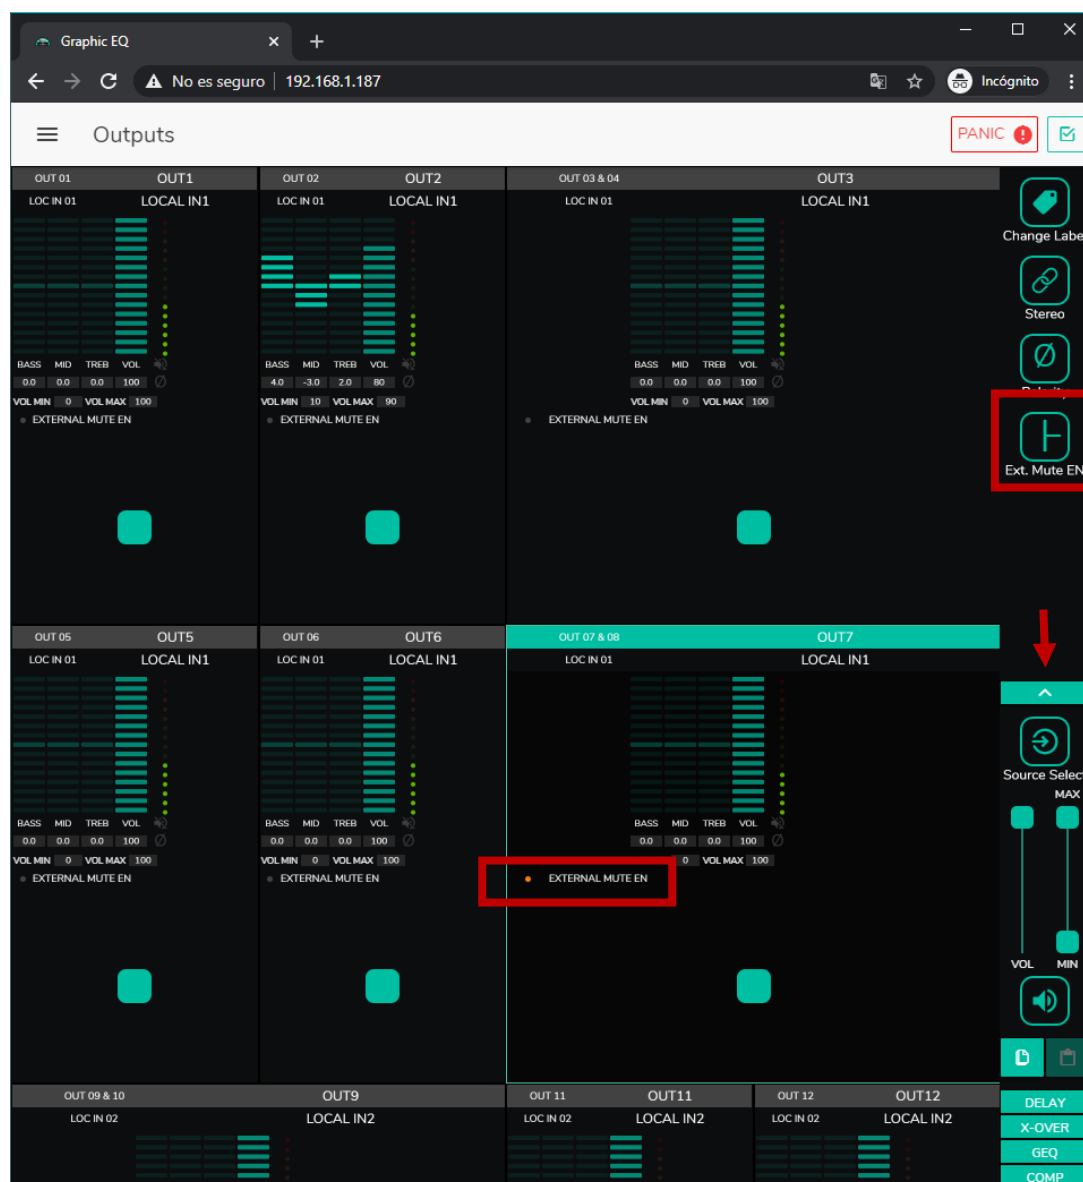 Graphic EQ
No es seguro 192.168.1.187 Incógnito
Outputs PANIC
OUT 01 OUT1 OUT 02 OUT2 OUT 03 & 04 OUT3
LOC IN 01 LOCAL IN1 LOC IN 01 LOCAL IN1 LOC IN 01 LOCAL IN1
Change Labe
Stereo
BASS MID TREB VOL BASS MID TREB VOL BASS MID TREB VOL
0.0 0.0 0.0 100 4.0 -3.0 2.0 80 0.0 0.0 0.0 100
VOL MIN 0 VOL MAX 100 VOL MIN 10 VOL MAX 90 VOL MIN 0 VOL MAX 100
EXTERNAL MUTE EN EXTERNAL MUTE EN EXTERNAL MUTE EN
Ext. Mute EN
OUT 05 OUT5 OUT 06 OUT6 OUT 07 & 08 OUT7
LOC IN 01 LOCAL IN1 LOC IN 01 LOCAL IN1 LOC IN 01 LOCAL IN1
Source Selec
MAX
BASS MID TREB VOL BASS MID TREB VOL BASS MID TREB VOL
0.0 0.0 0.0 100 0.0 0.0 0.0 100 0.0 0.0 0.0 100
VOL MIN 0 VOL MAX 100 VOL MIN 0 VOL MAX 100 0 VOL MAX 100
EXTERNAL MUTE EN EXTERNAL MUTE EN EXTERNAL MUTE EN
VOL MIN
OUT 09 & 10 OUT9 OUT 11 OUT11 OUT 12 OUT12
LOC IN 02 LOCAL IN2 LOC IN 02 LOCAL IN2 LOC IN 02 LOCAL IN2
DELAY
X-OVER
GEQ
COMP